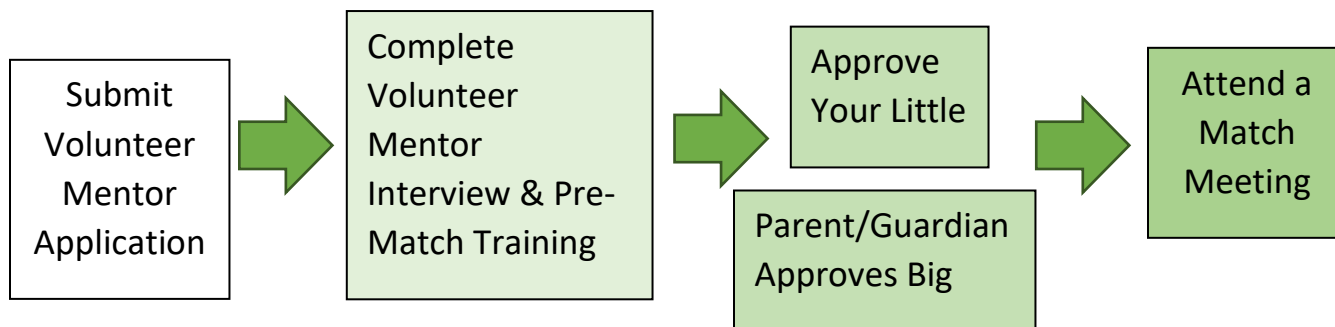 Submit
Volunteer
Mentor
Application
Complete
Volunteer
Mentor
Interview & Pre-
Match Training
Approve
Your Little
Parent/Guardian
Approves Big
Attend a
Match
Meeting